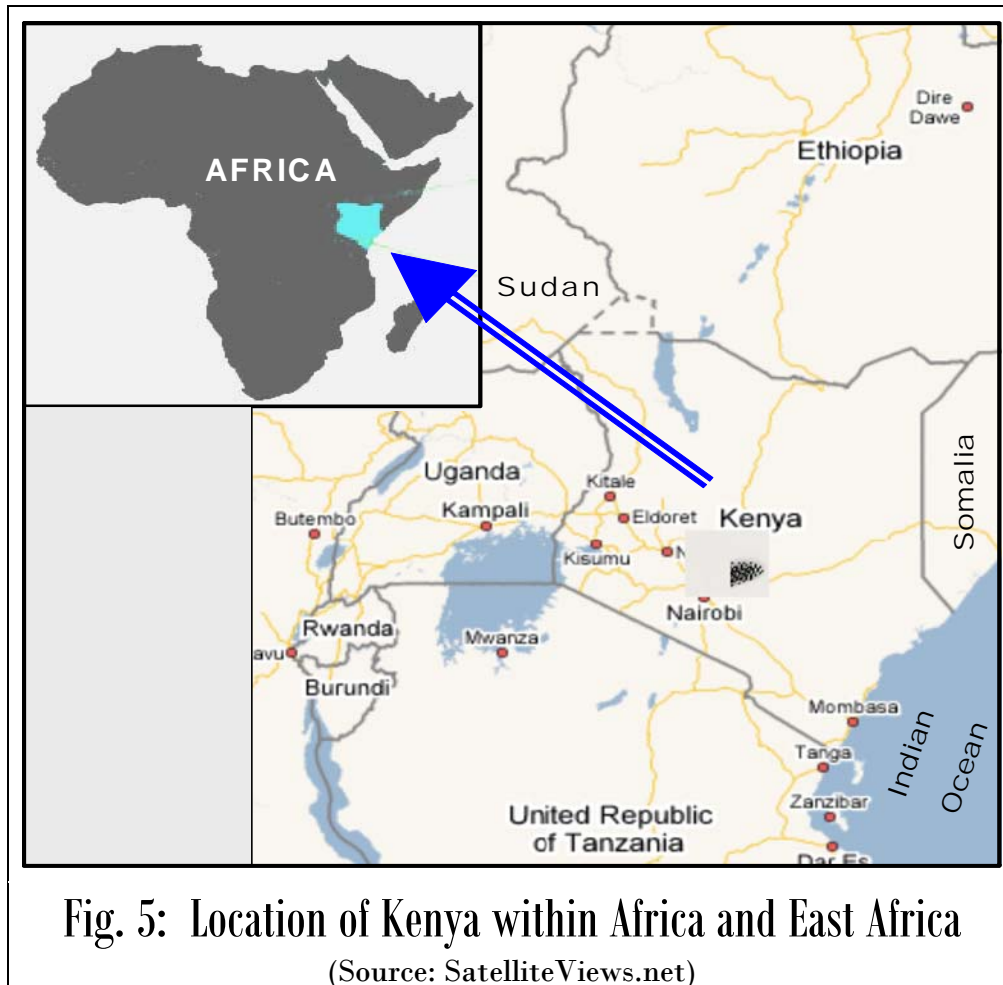 AFRICA
Dire
Dawe
Ethiopia
Sudan
Somalia
Uganda
Kitale
Kampali
Butembo
Eldoret
Kenya
Kisumu
N
Nairobi
Rwanda
Mwanza
avu
Burundi
Mombasa
Indian
Ocean
Tanga
Zanzibar
United Republic
of Tanzania
Dar Es
Fig. 5: Location of Kenya within Africa and East Africa
(Source: SatelliteViews.net)